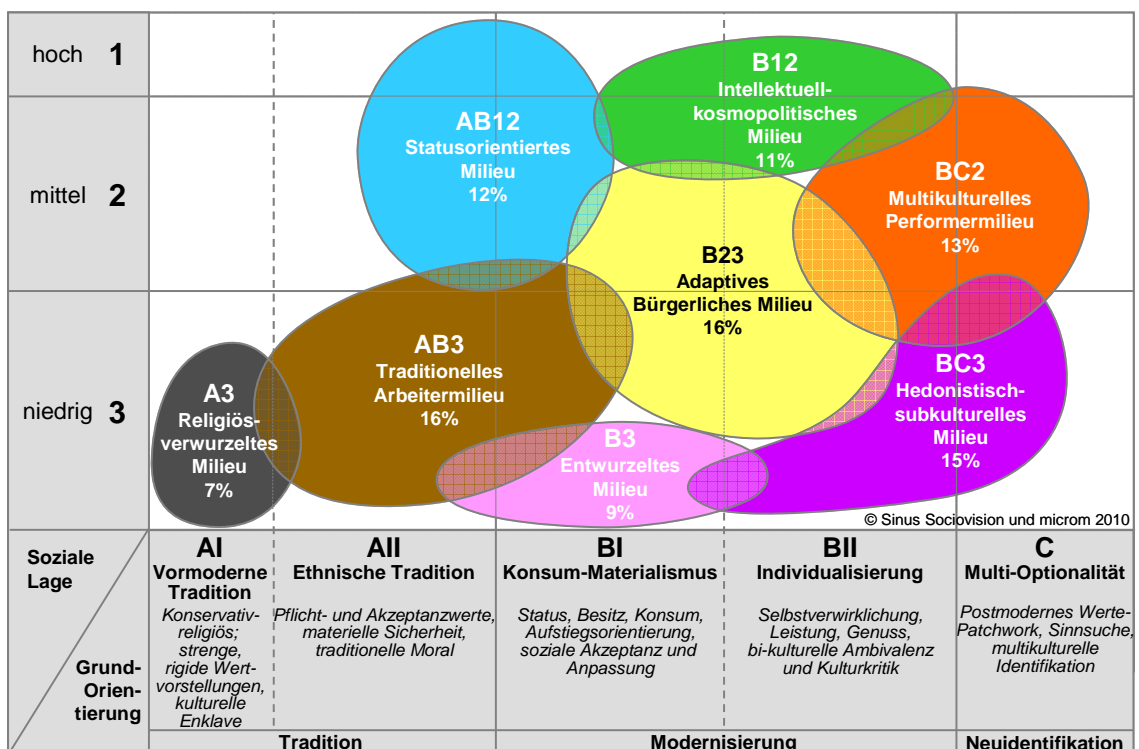 hoch 1
B12
Intellektuell-
kosmopolitisches
Milieu
11%
AB12
Statusorientiertes
Milieu
12%
mittel 2
BC2
Multikulturelles
Performermilieu
13%
B23
Adaptives
Bürgerliches Milieu
16%
AB3
Traditionelles
Arbeitermilieu
16%
BC3
Hedonistisch-
subkulturelles
Milieu
15%
niedrig 3
A3
Religiös-
verwurzeltes
Milieu
7%
B3
Entwurzeltes
Milieu
9%
© Sinus Sociovision und microm 2010
Soziale
Lage
Grund-
Orien-
tierung
AI
Vormoderne
Tradition
Konservativ-
religiös;
strenge,
rigide Wert-
vorstellungen,
kulturelle
Enklave
AII
Ethnische Tradition
Pflicht- und Akzeptanzwerte,
materielle Sicherheit,
traditionelle Moral
BI
Konsum-Materialismus
Status, Besitz, Konsum,
Aufstiegsorientierung,
soziale Akzeptanz und
Anpassung
BII
Individualisierung
Selbstverwirklichung,
Leistung, Genuss,
bi-kulturelle Ambivalenz
und Kulturkritik
C
Multi-Optionalität
Postmodernes Werte-
Patchwork, Sinnsuche,
multikulturelle
Identifikation
Tradition
Modernisierung
Neuidentifikation